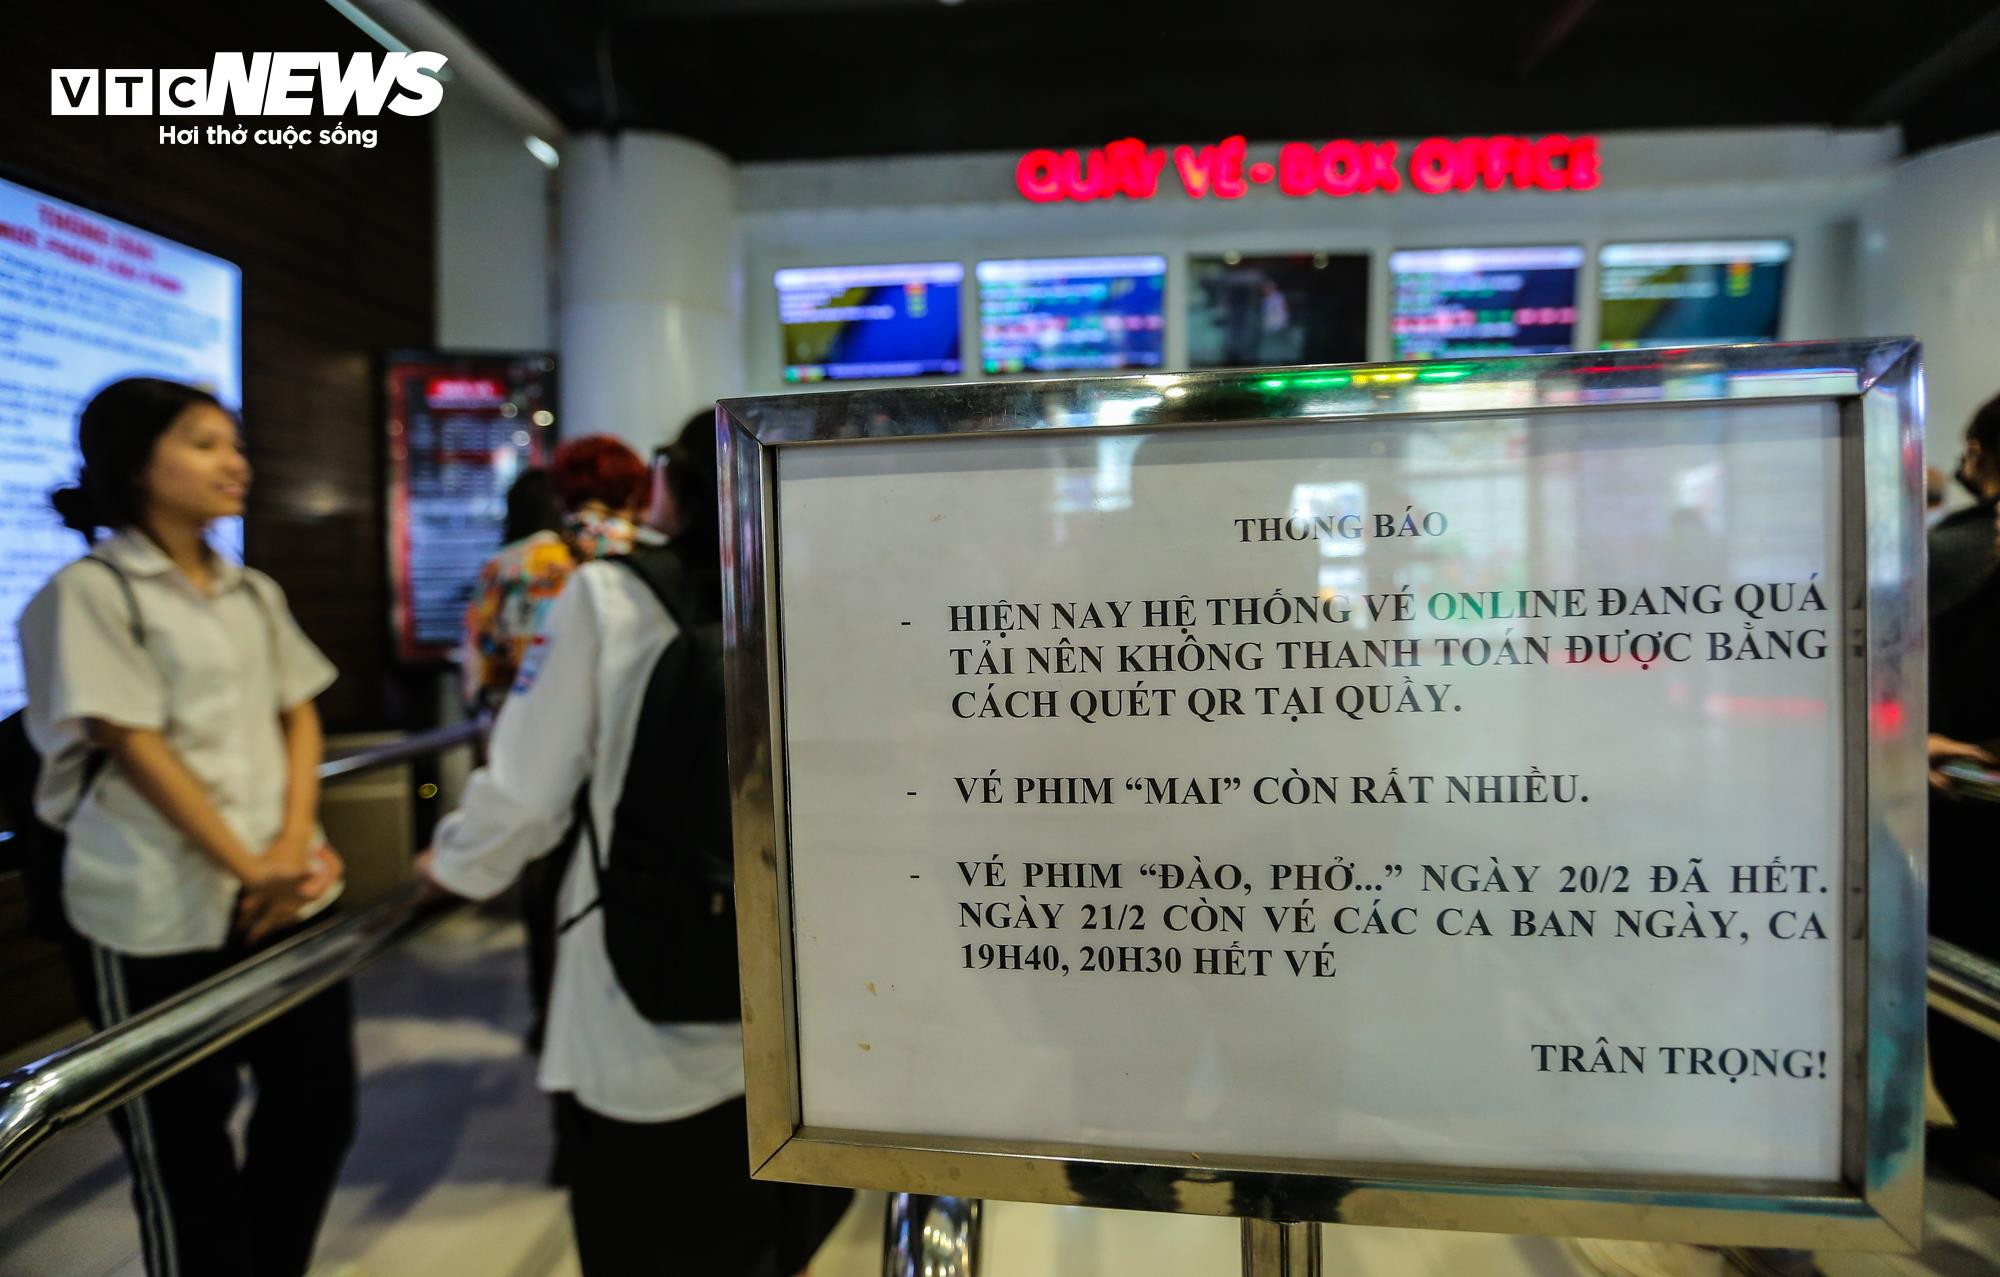 VTC NEWS
Hơi thở cuộc sống
QUẦY VÉ - BOX OFFICE
THÔNG BÁO
- HIỆN NAY HỆ THỐNG VÉ ONLINE ĐANG QUÁ
TẢI NÊN KHÔNG THANH TOÁN ĐƯỢC BẰNG
CÁCH QUÉT QR TẠI QUẦY.
- VÉ PHIM “MAI” CÒN RẤT NHIỀU.
- VÉ PHIM “ĐÀO, PHỞ...” NGÀY 20/2 ĐÃ HẾT.
NGÀY 21/2 CÒN VÉ CÁC CA BAN NGÀY, CA
19H40, 20H30 HẾT VÉ
TRÂN TRỌNG!